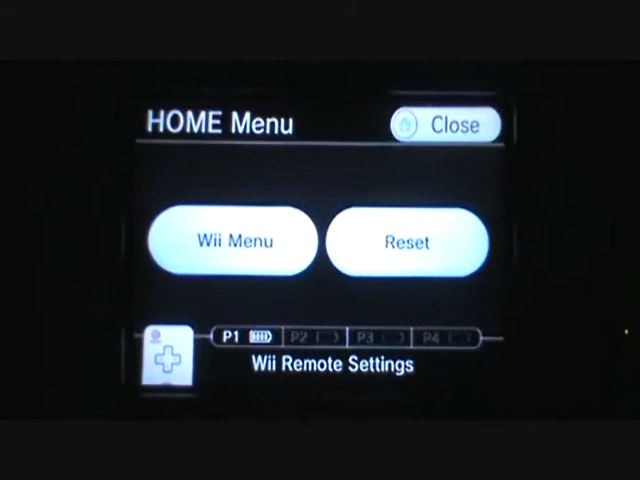 HOME Menu
Close
Wii Menu
Reset
P1
P2
P3
P4
Wii Remote Settings